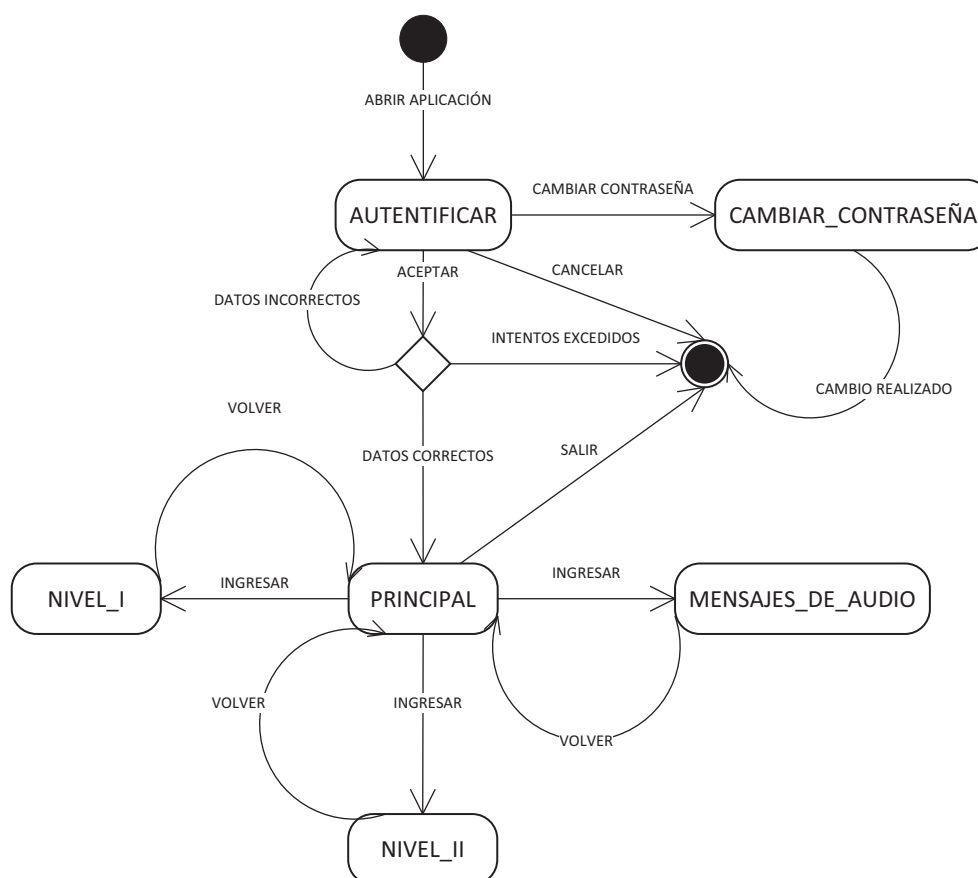 ABRIR APLICACIÓN
CAMBIAR CONTRASEÑA
AUTENTIFICAR
CAMBIAR_CONTRASEÑA
ACEPTAR
CANCELAR
DATOS INCORRECTOS
INTENTOS EXCEDIDOS
CAMBIO REALIZADO
VOLVER
DATOS CORRECTOS
SALIR
INGRESAR
INGRESAR
NIVEL_I
PRINCIPAL
MENSAJES_DE_AUDIO
VOLVER
INGRESAR
VOLVER
NIVEL_II